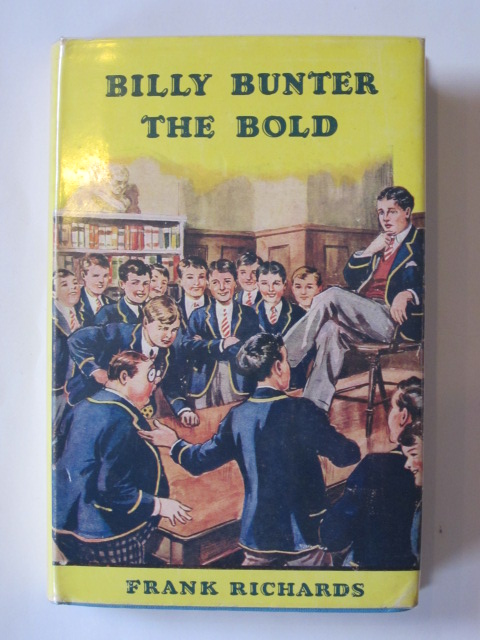 BILLY BUNTER
THE BOLD
FRANK RICHARDS